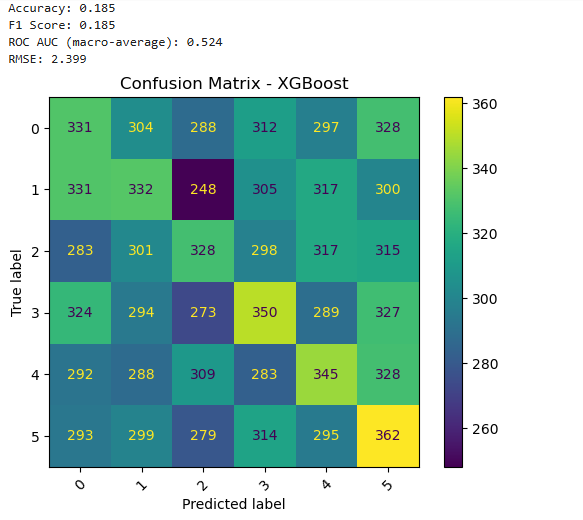 Accuracy: 0.185
F1 Score: 0.185
ROC AUC (macro-average): 0.524
RMSE: 2.399
Confusion Matrix - XGBoost
0 331 304 288 312 297 328
1 331 332 248 305 317 300
2 283 301 328 298 317 315
3 324 294 273 350 289 327
4 292 288 309 283 345 328
5 293 299 279 314 295 362
0 1 2 3 4 5
True label
Predicted label
360
340
320
300
280
260